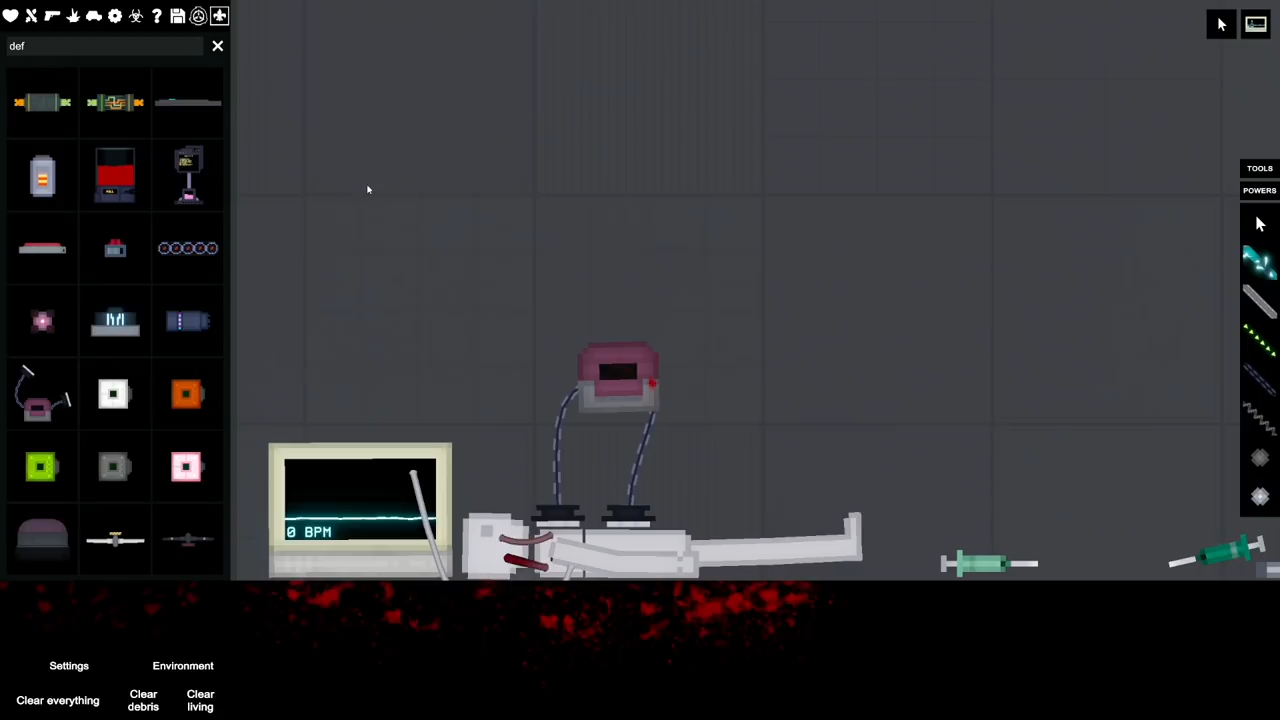 def
TOOLS
POWERS
0 BPM
Settings
Environment
Clear everything
Clear debris
Clear living